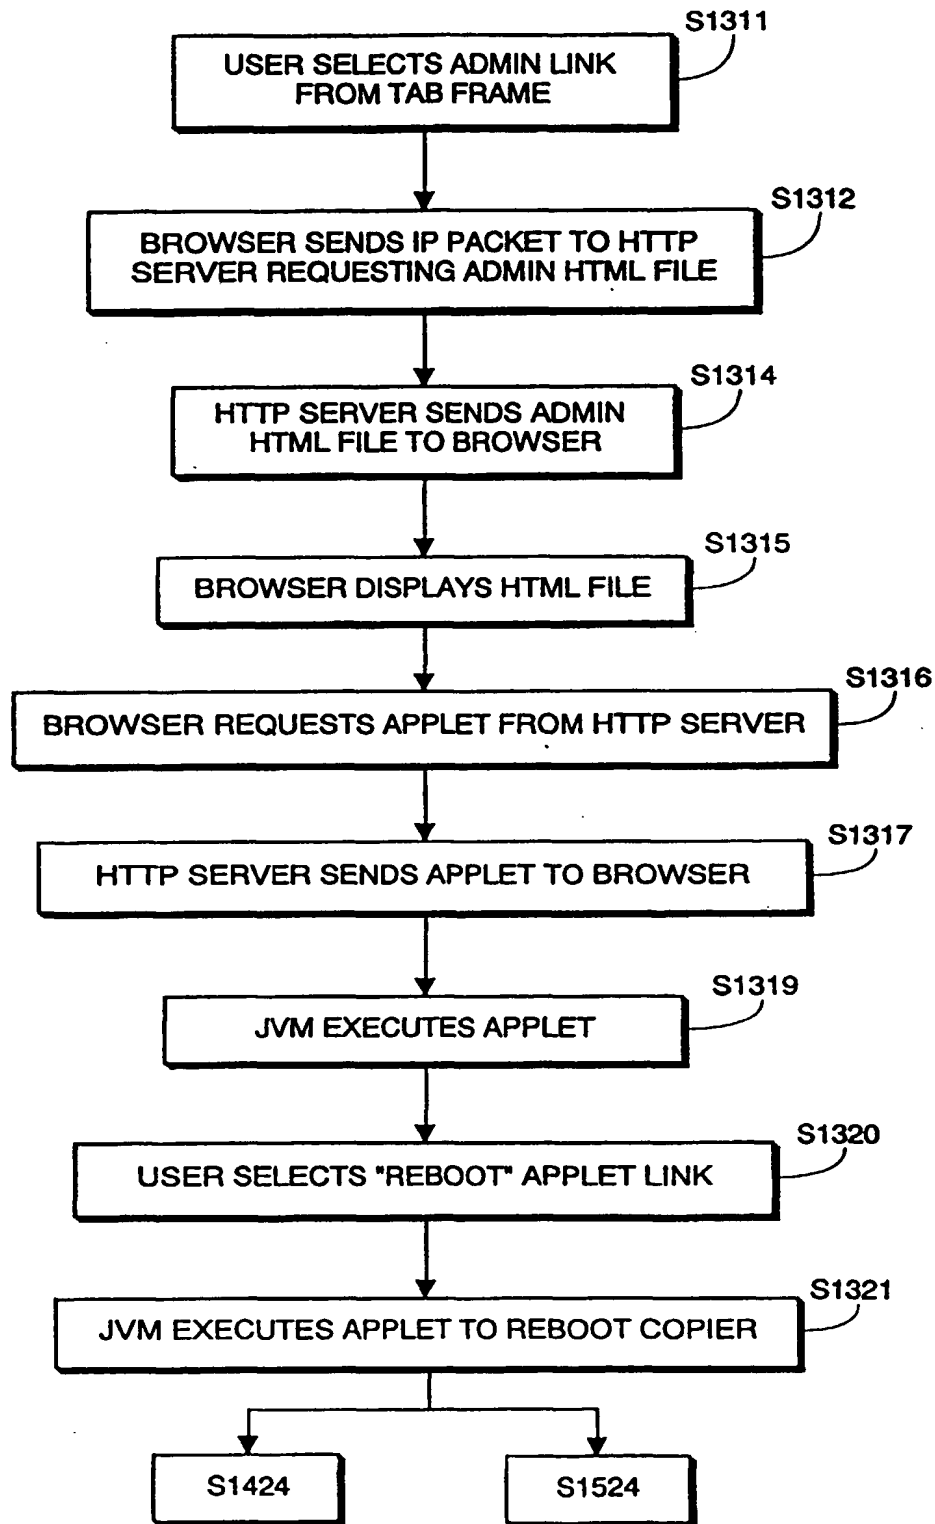 S1311
USER SELECTS ADMIN LINK
FROM TAB FRAME
S1312
BROWSER SENDS IP PACKET TO HTTP
SERVER REQUESTING ADMIN HTML FILE
S1314
HTTP SERVER SENDS ADMIN
HTML FILE TO BROWSER
S1315
BROWSER DISPLAYS HTML FILE
S1316
BROWSER REQUESTS APPLET FROM HTTP SERVER
S1317
HTTP SERVER SENDS APPLET TO BROWSER
S1319
JVM EXECUTES APPLET
S1320
USER SELECTS "REBOOT" APPLET LINK
S1321
JVM EXECUTES APPLET TO REBOOT COPIER
S1424
S1524